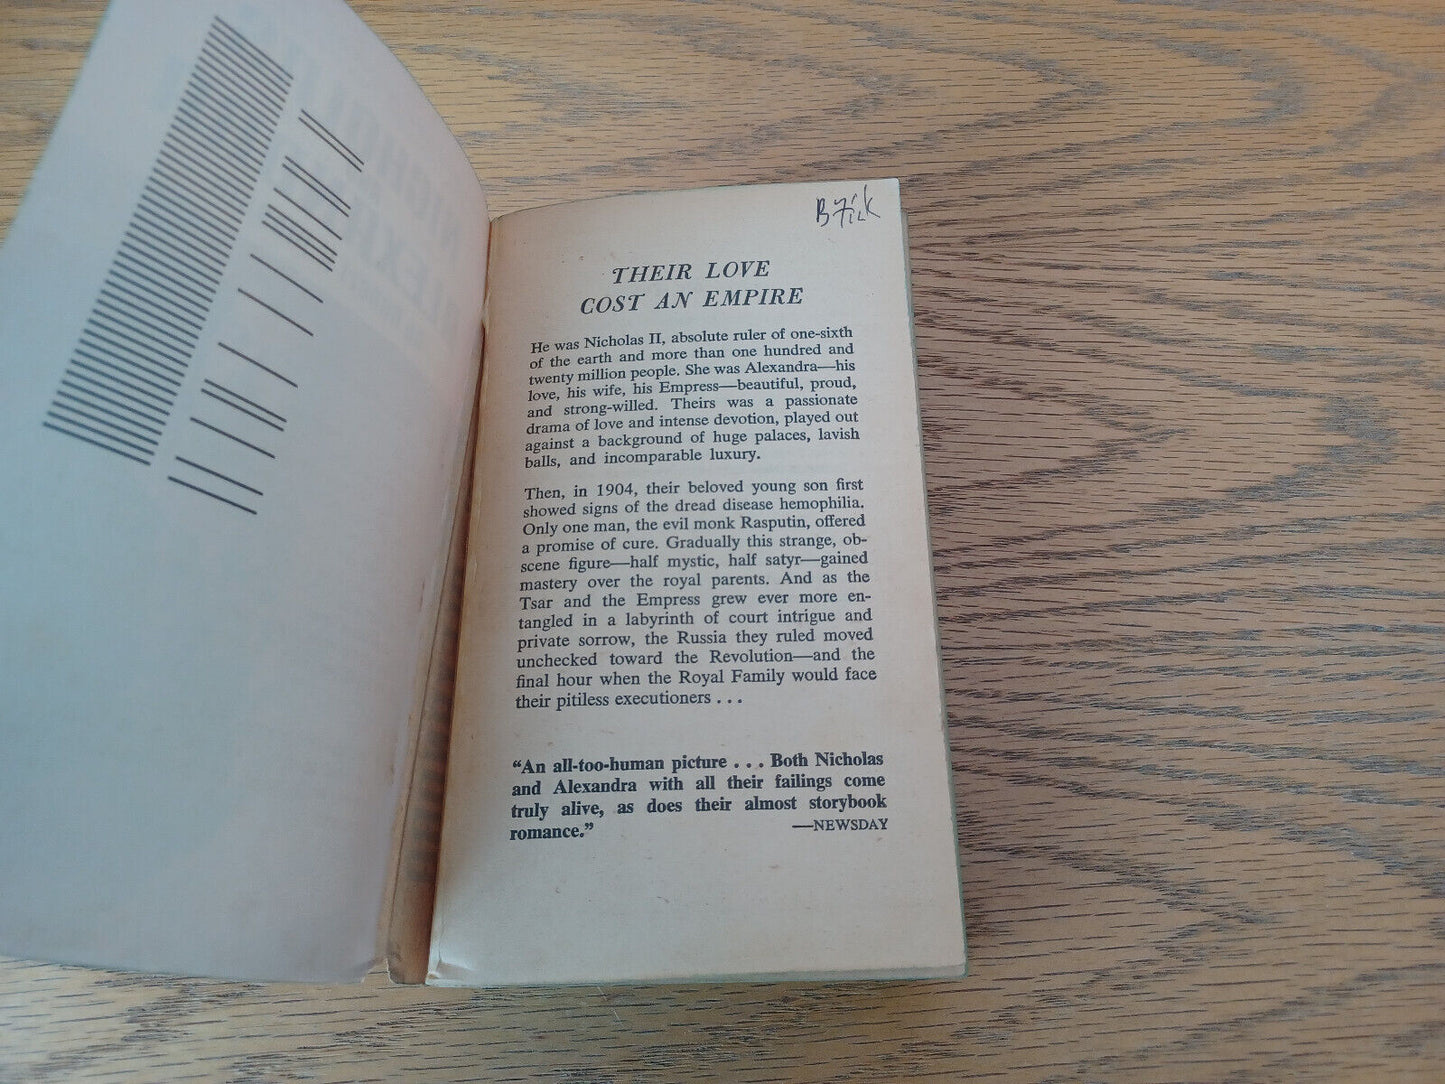 THEIR LOVE
COST AN EMPIRE
He was Nicholas II, absolute ruler of one-sixth
of the earth and more than one hundred and
twenty million people. She was Alexandra—his
love, his wife, his Empress—beautiful, proud,
and strong-willed. Theirs was a passionate
drama of love and intense devotion, played out
against a background of huge palaces, lavish
balls, and incomparable luxury.
Then, in 1904, their beloved young son first
showed signs of the dread disease hemophilia.
Only one man, the evil monk Rasputin, offered
a promise of cure. Gradually this strange, ob-
scene figure—half mystic, half satyr—gained
mastery over the royal parents. And as the
Tsar and the Empress grew ever more en-
tangled in a labyrinth of court intrigue and
private sorrow, the Russia they ruled moved
unchecked toward the Revolution—and the
final hour when the Royal Family would face
their pitiless executioners . . .
“An all-too-human picture . . . Both Nicholas
and Alexandra with all their failings come
truly alive, as does their almost storybook
romance.” —NEWSDAY